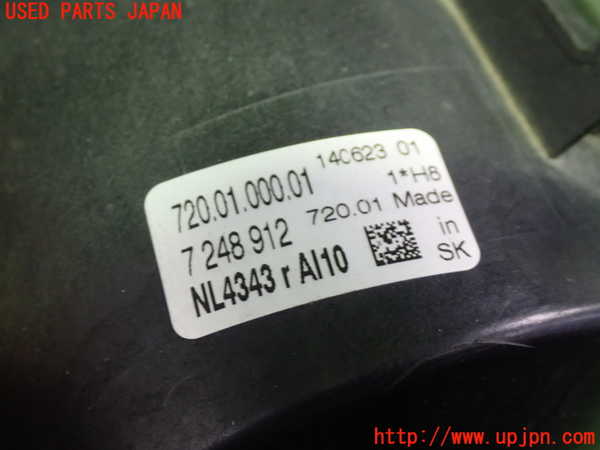 USED PARTS JAPAN
720.01.000.01 140623 01
1*H8
7 248 912 720.01 Made
in
NL4343 r AI10 SK
http://www.upjpn.com/